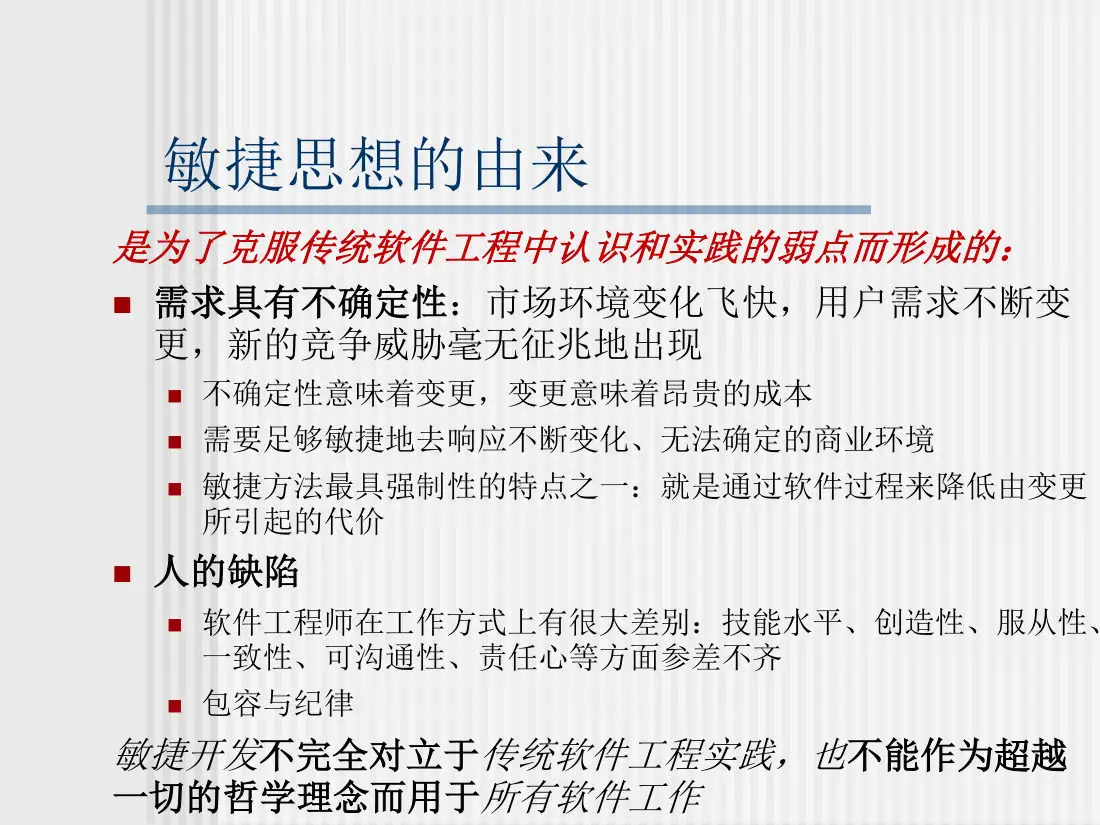 敏捷思想的由来
是为了克服传统软件工程中认识和实践的弱点而形成的：
需求具有不确定性：市场环境变化飞快，用户需求不断变
更，新的竞争威胁毫无征兆地出现
不确定性意味着变更，变更意味着昂贵的成本
需要足够敏捷地去响应不断变化、无法确定的商业环境
敏捷方法最具强制性的特点之一：就是通过软件过程来降低由变更
所引起的代价
人的缺陷
软件工程师在工作方式上有很大差别：技能水平、创造性、服从性、
一致性、可沟通性、责任心等方面参差不齐
包容与纪律
敏捷开发不完全对立于传统软件工程实践，也不能作为超越
一切的哲学理念而用于所有软件工作